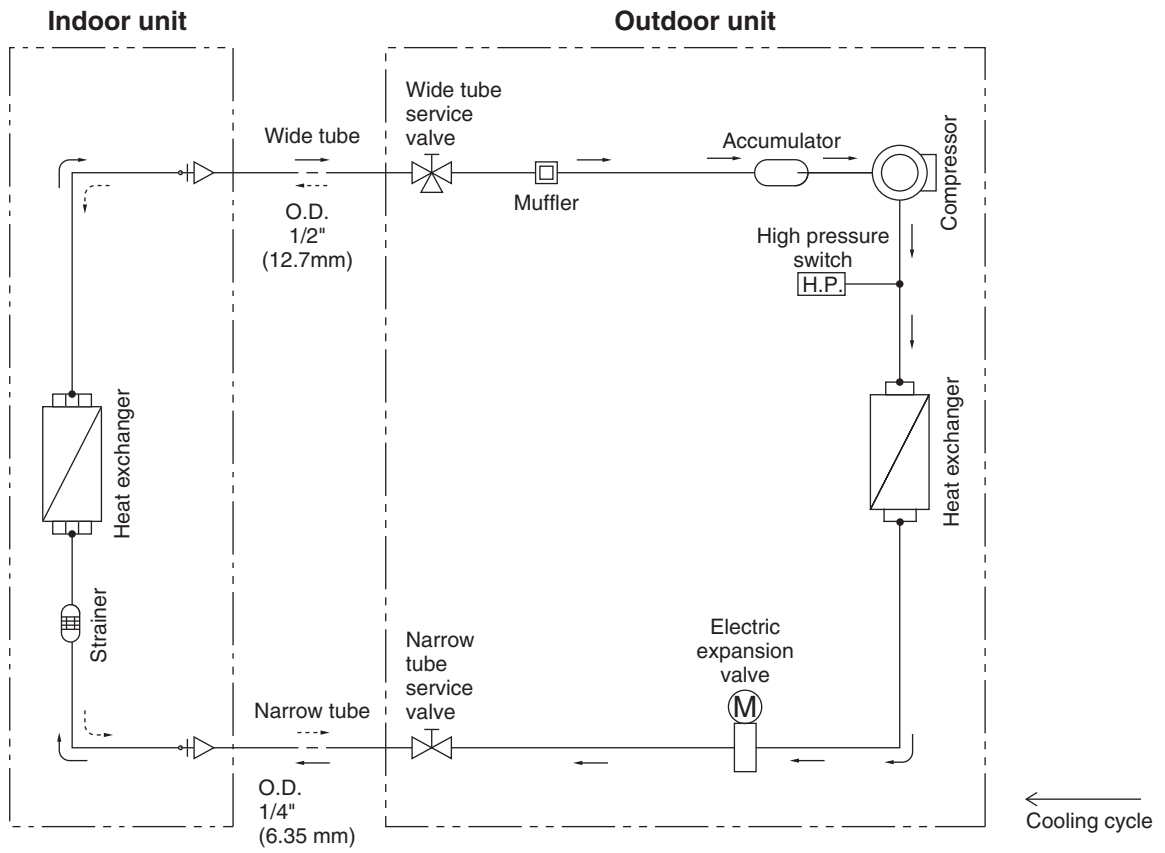 Indoor unit
Outdoor unit
Wide tube
service
valve
Wide tube
Accumulator
Compressor
Muffler
O.D.
1/2"
(12.7mm)
High pressure
switch
H.P.
Heat exchanger
Heat exchanger
Strainer
Electric
expansion
valve
M
Narrow
tube
service
valve
Narrow tube
O.D.
1/4"
(6.35 mm)
Cooling cycle